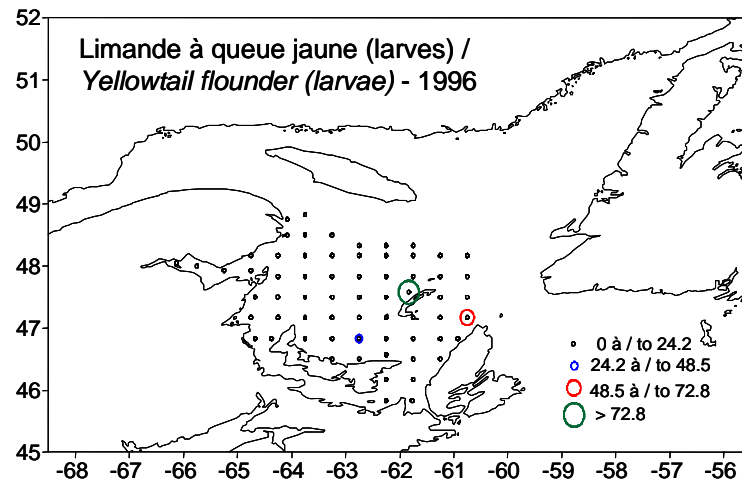 Limande à queue jaune (larves) /
Yellowtail flounder (larvae) - 1996
52
51
50
49
48
47
46
45
0 à / to 24.2
24.2 à / to 48.5
48.5 à / to 72.8
> 72.8
-68 -67 -66 -65 -64 -63 -62 -61 -60 -59 -58 -57 -56